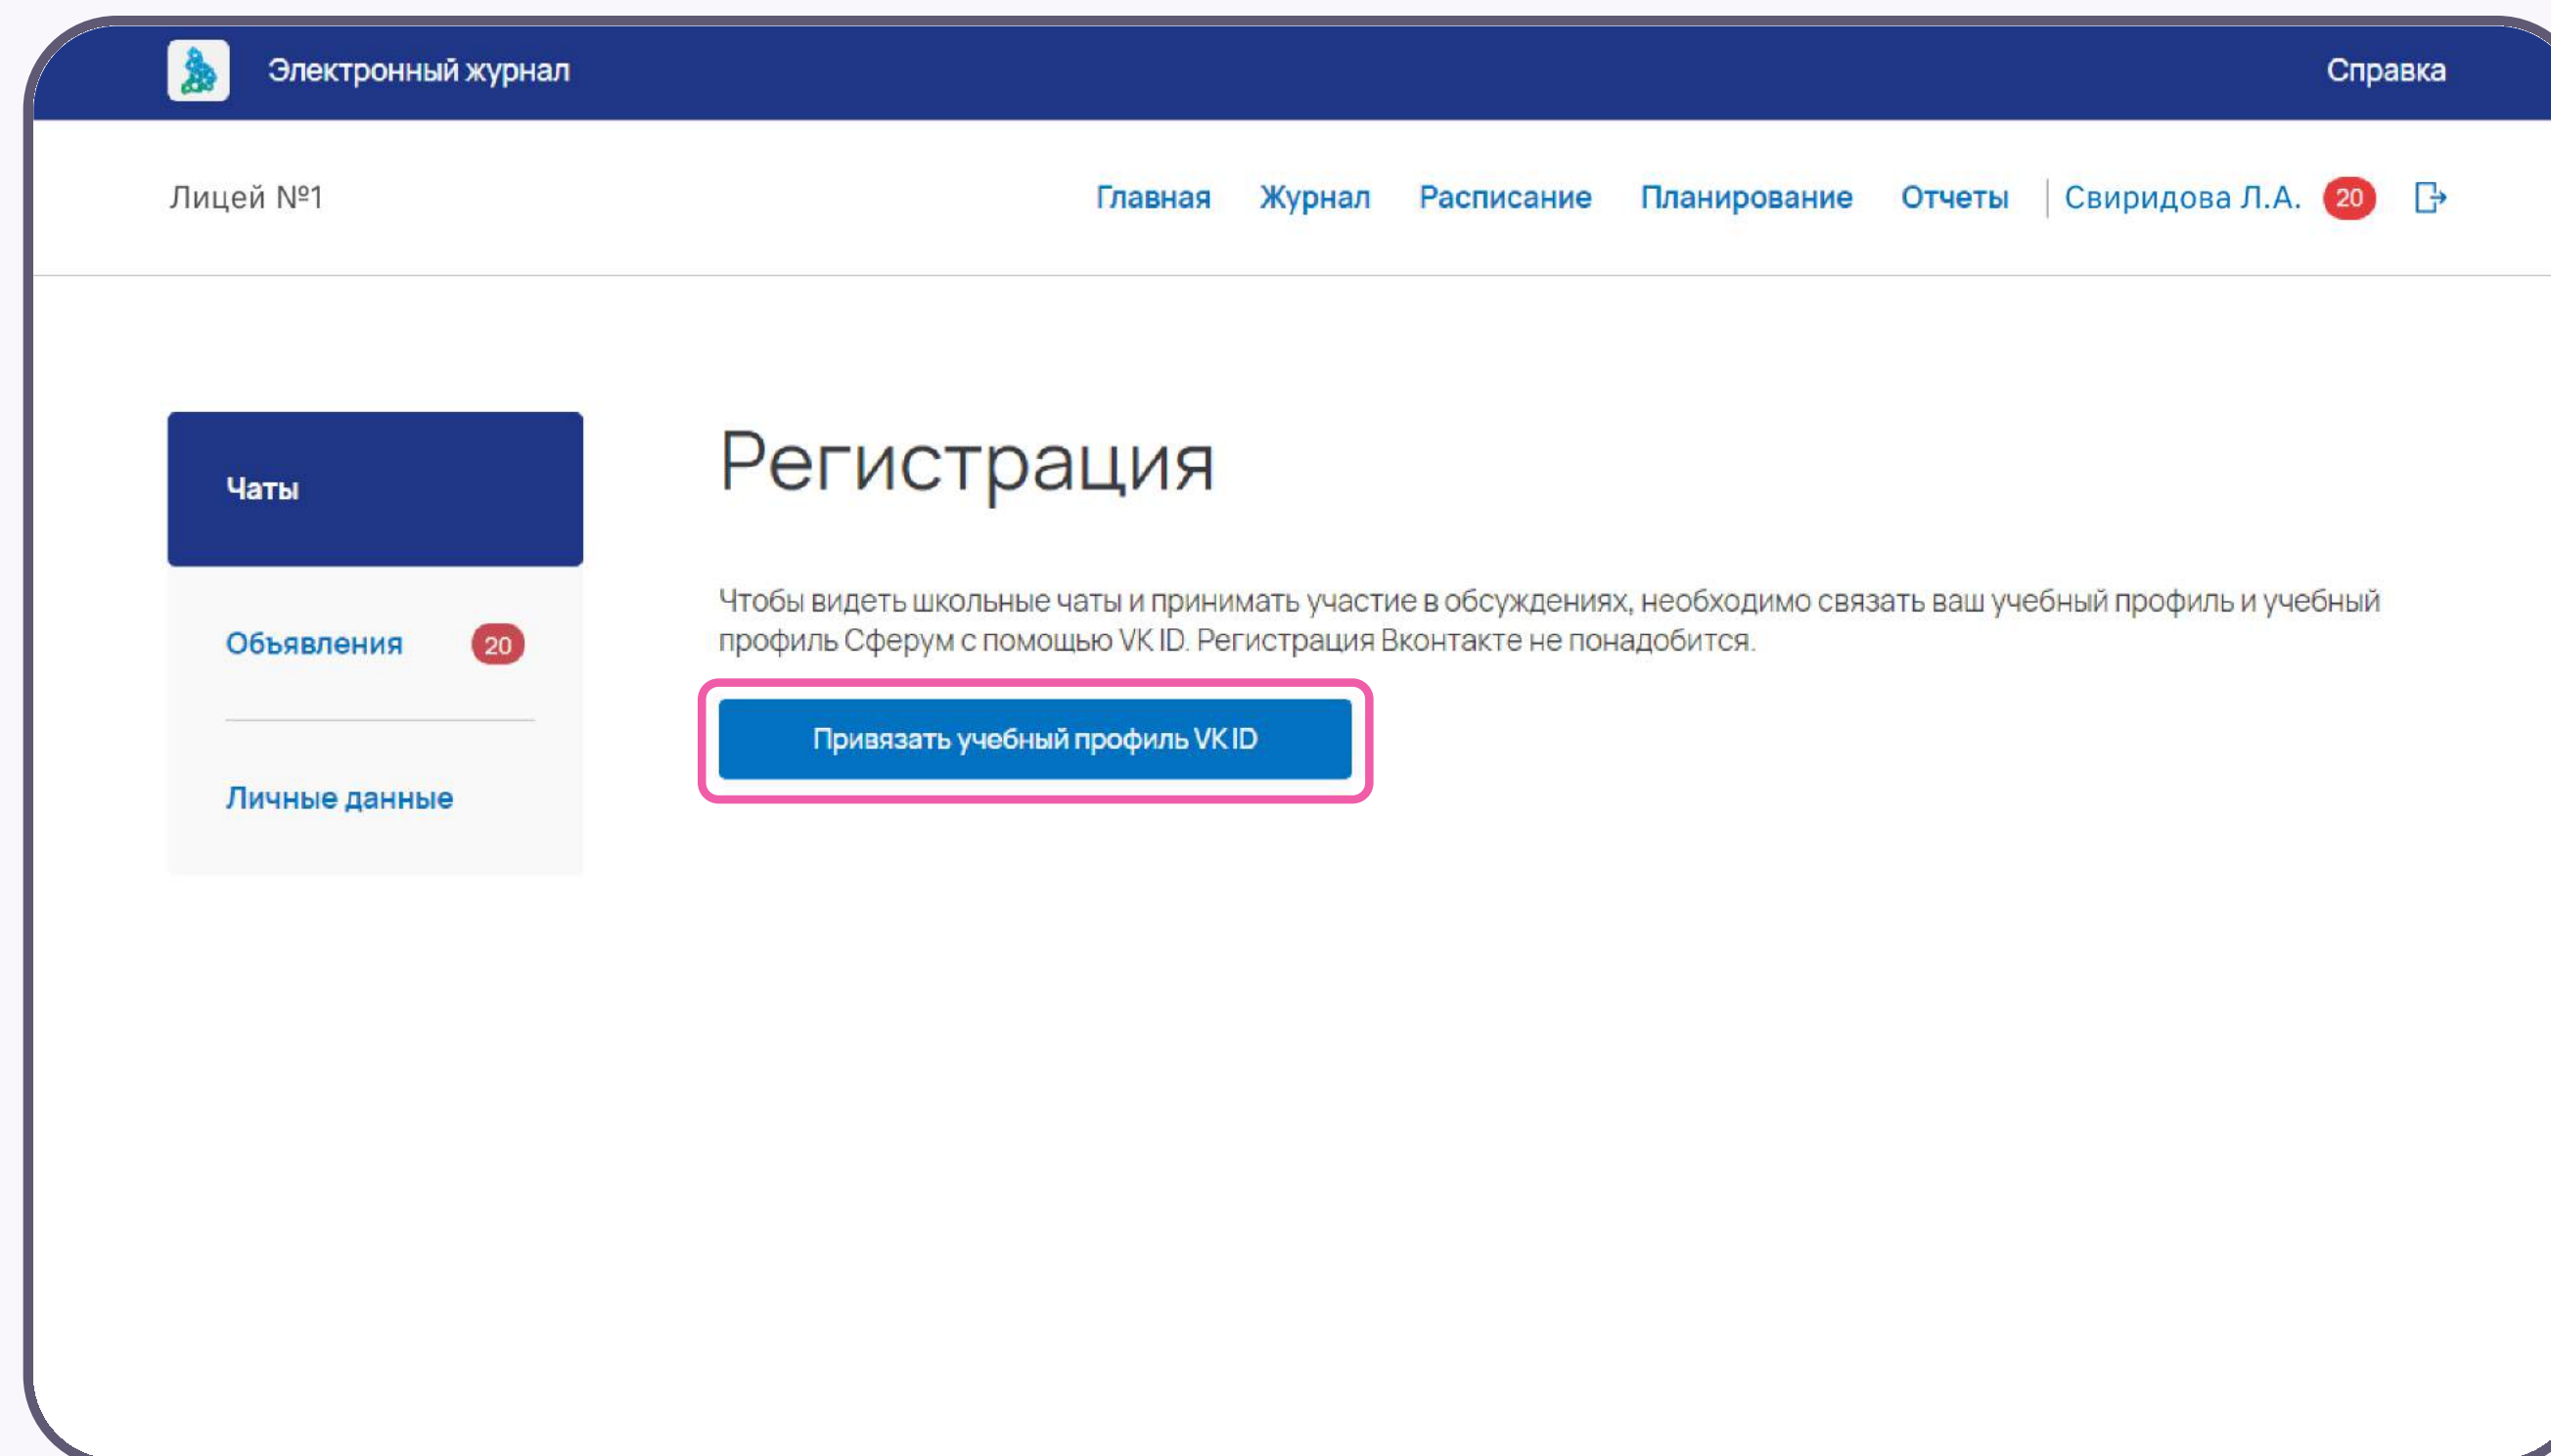 Электронный журнал
Справка
Лицей №1
Главная Журнал Расписание Планирование Отчеты Свиридова Л.А. 20
Чаты
Объявления 20
Личные данные
Регистрация
Чтобы видеть школьные чаты и принимать участие в обсуждениях, необходимо связать ваш учебный профиль и учебный
профиль Сферум с помощью VK ID. Регистрация Вконтакте не понадобится.
Привязать учебный профиль VK ID